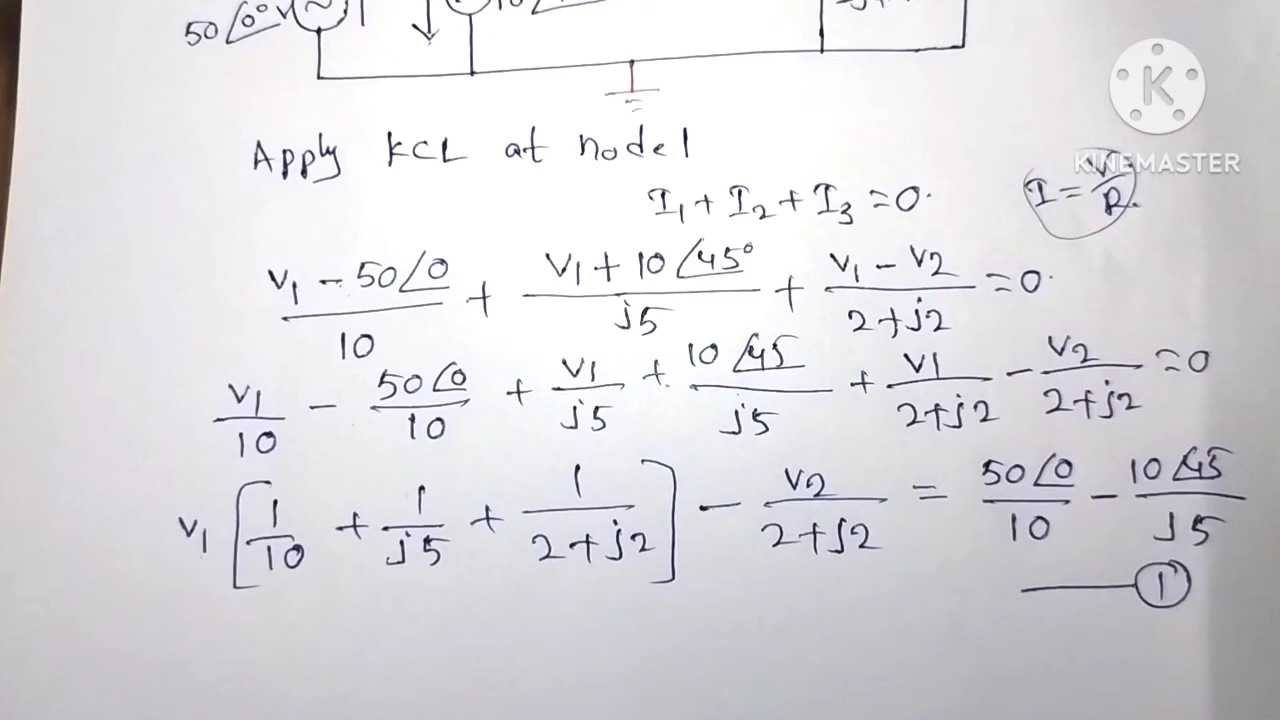 50∠0° V
Apply KCL at node 1
KINEMASTER
I₁ + I₂ + I₃ = 0.
I = V/R.
(V₁ - 50∠0)/10 + (V₁ + 10∠45°)/j5 + (V₁ - V₂)/(2+j2) = 0.
V₁/10 - 50∠0/10 + V₁/j5 + 10∠45/j5 + V₁/(2+j2) - V₂/(2+j2) = 0
V₁ [1/10 + 1/j5 + 1/(2+j2)] - V₂/(2+j2) = 50∠0/10 - 10∠45/j5
①